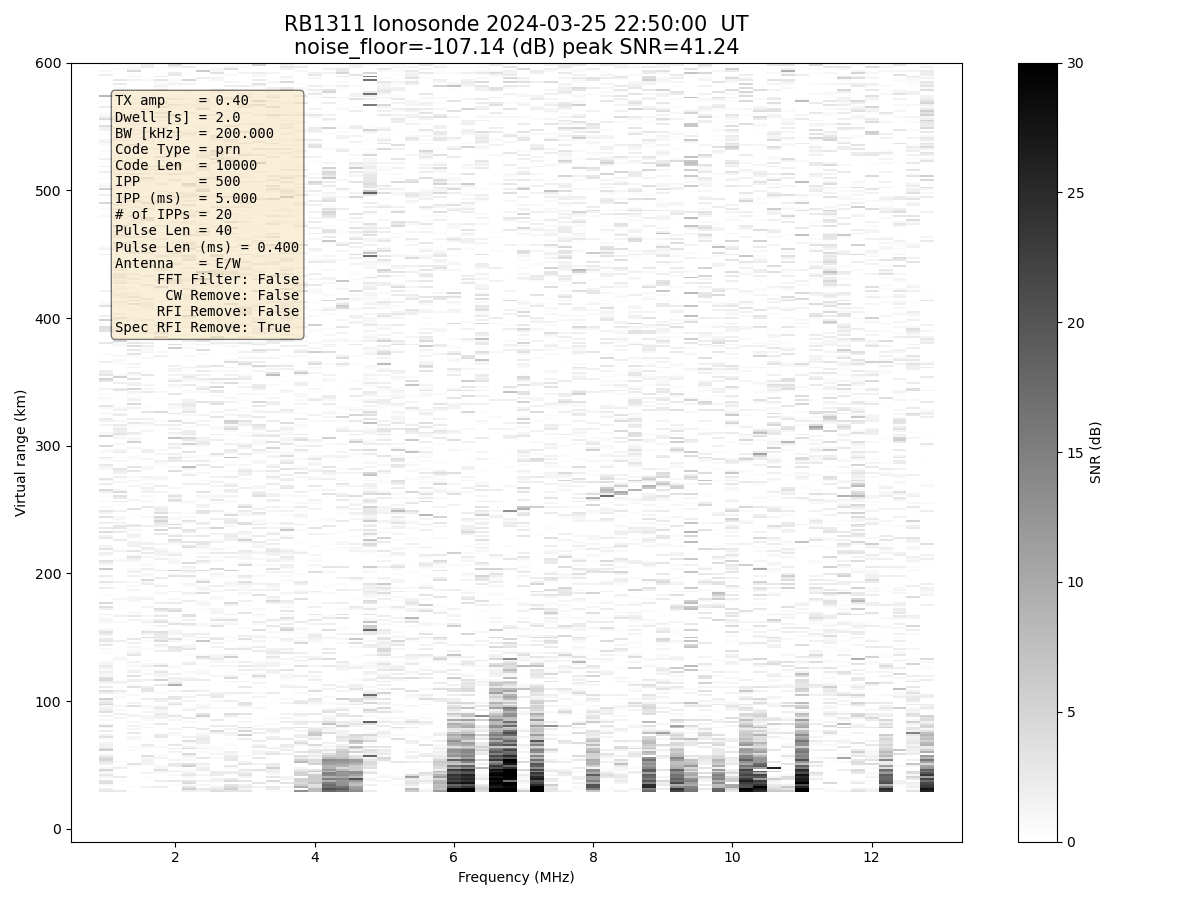 RB1311 Ionosonde 2024-03-25 22:50:00  UT
noise_floor=-107.14 (dB) peak SNR=41.24
TX amp    = 0.40
Dwell [s] = 2.0
BW [kHz]  = 200.000
Code Type = prn
Code Len  = 10000
IPP       = 500
IPP (ms)  = 5.000
# of IPPs = 20
Pulse Len = 40
Pulse Len (ms) = 0.400
Antenna   = E/W
FFT Filter: False
CW Remove: False
RFI Remove: False
Spec RFI Remove: True
600
500
400
300
200
100
0
Virtual range (km)
2 4 6 8 10 12
Frequency (MHz)
30
25
20
15
10
5
0
SNR (dB)